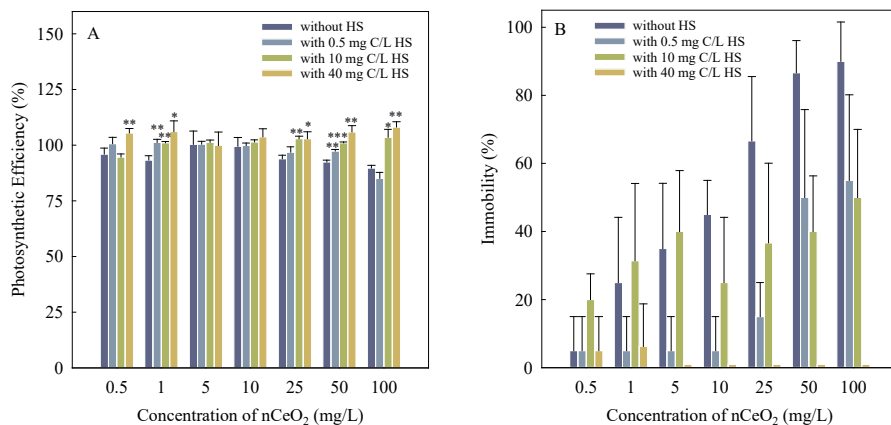 A
without HS
with 0.5 mg C/L HS
with 10 mg C/L HS
with 40 mg C/L HS
Photosynthetic Efficiency (%)
150
125
100
75
50
25
0
** ** ** * ** * ** *** ** * **
0.5 1 5 10 25 50 100
Concentration of nCeO₂ (mg/L)
B
without HS
with 0.5 mg C/L HS
with 10 mg C/L HS
with 40 mg C/L HS
Immobility (%)
100
80
60
40
20
0
0.5 1 5 10 25 50 100
Concentration of nCeO₂ (mg/L)